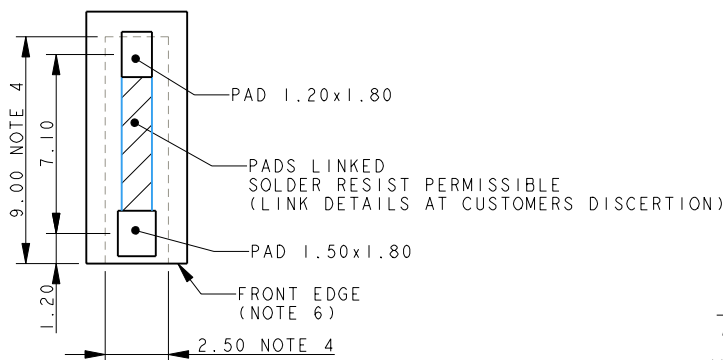 PAD 1.20x1.80
9.00 NOTE 4
7.10
PADS LINKED
SOLDER RESIST PERMISSIBLE
(LINK DETAILS AT CUSTOMERS DISCERTION)
PAD 1.50x1.80
1.20
FRONT EDGE
(NOTE 6)
2.50 NOTE 4